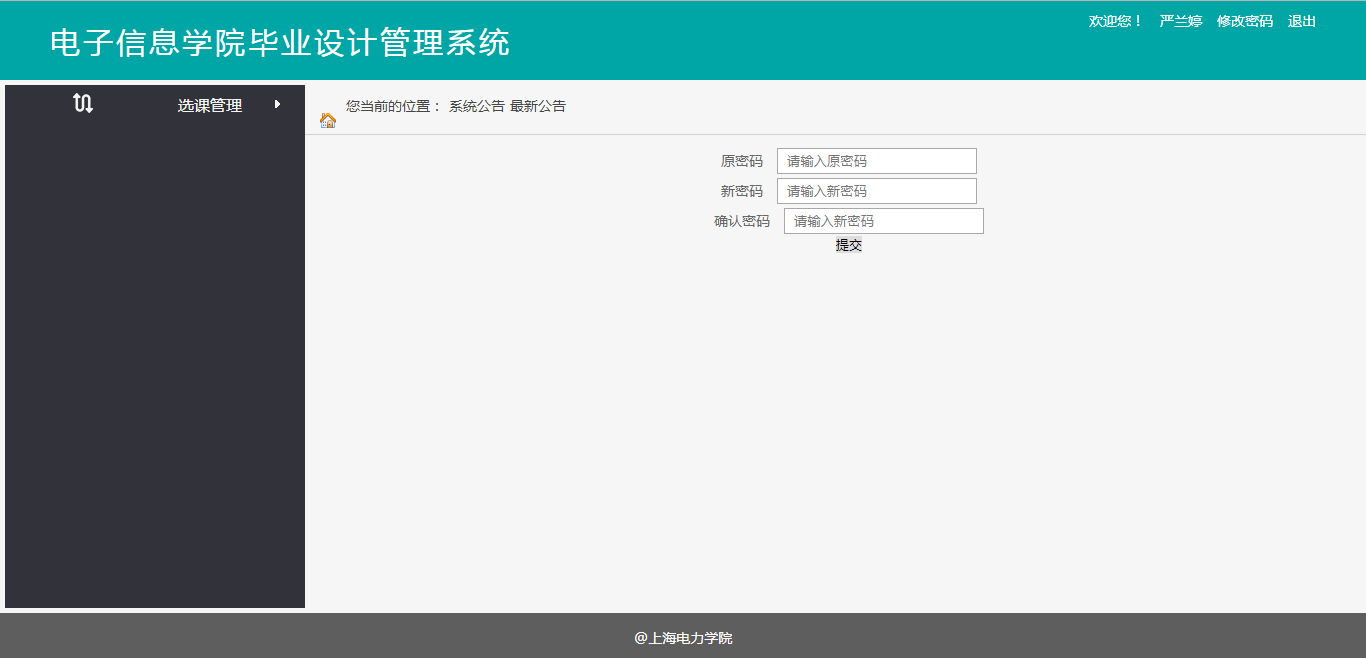 欢迎您！ 严兰婷 修改密码 退出
电子信息学院毕业设计管理系统
选课管理
您当前的位置： 系统公告 最新公告
原密码 请输入原密码
新密码 请输入新密码
确认密码 请输入新密码
提交
@上海电力学院